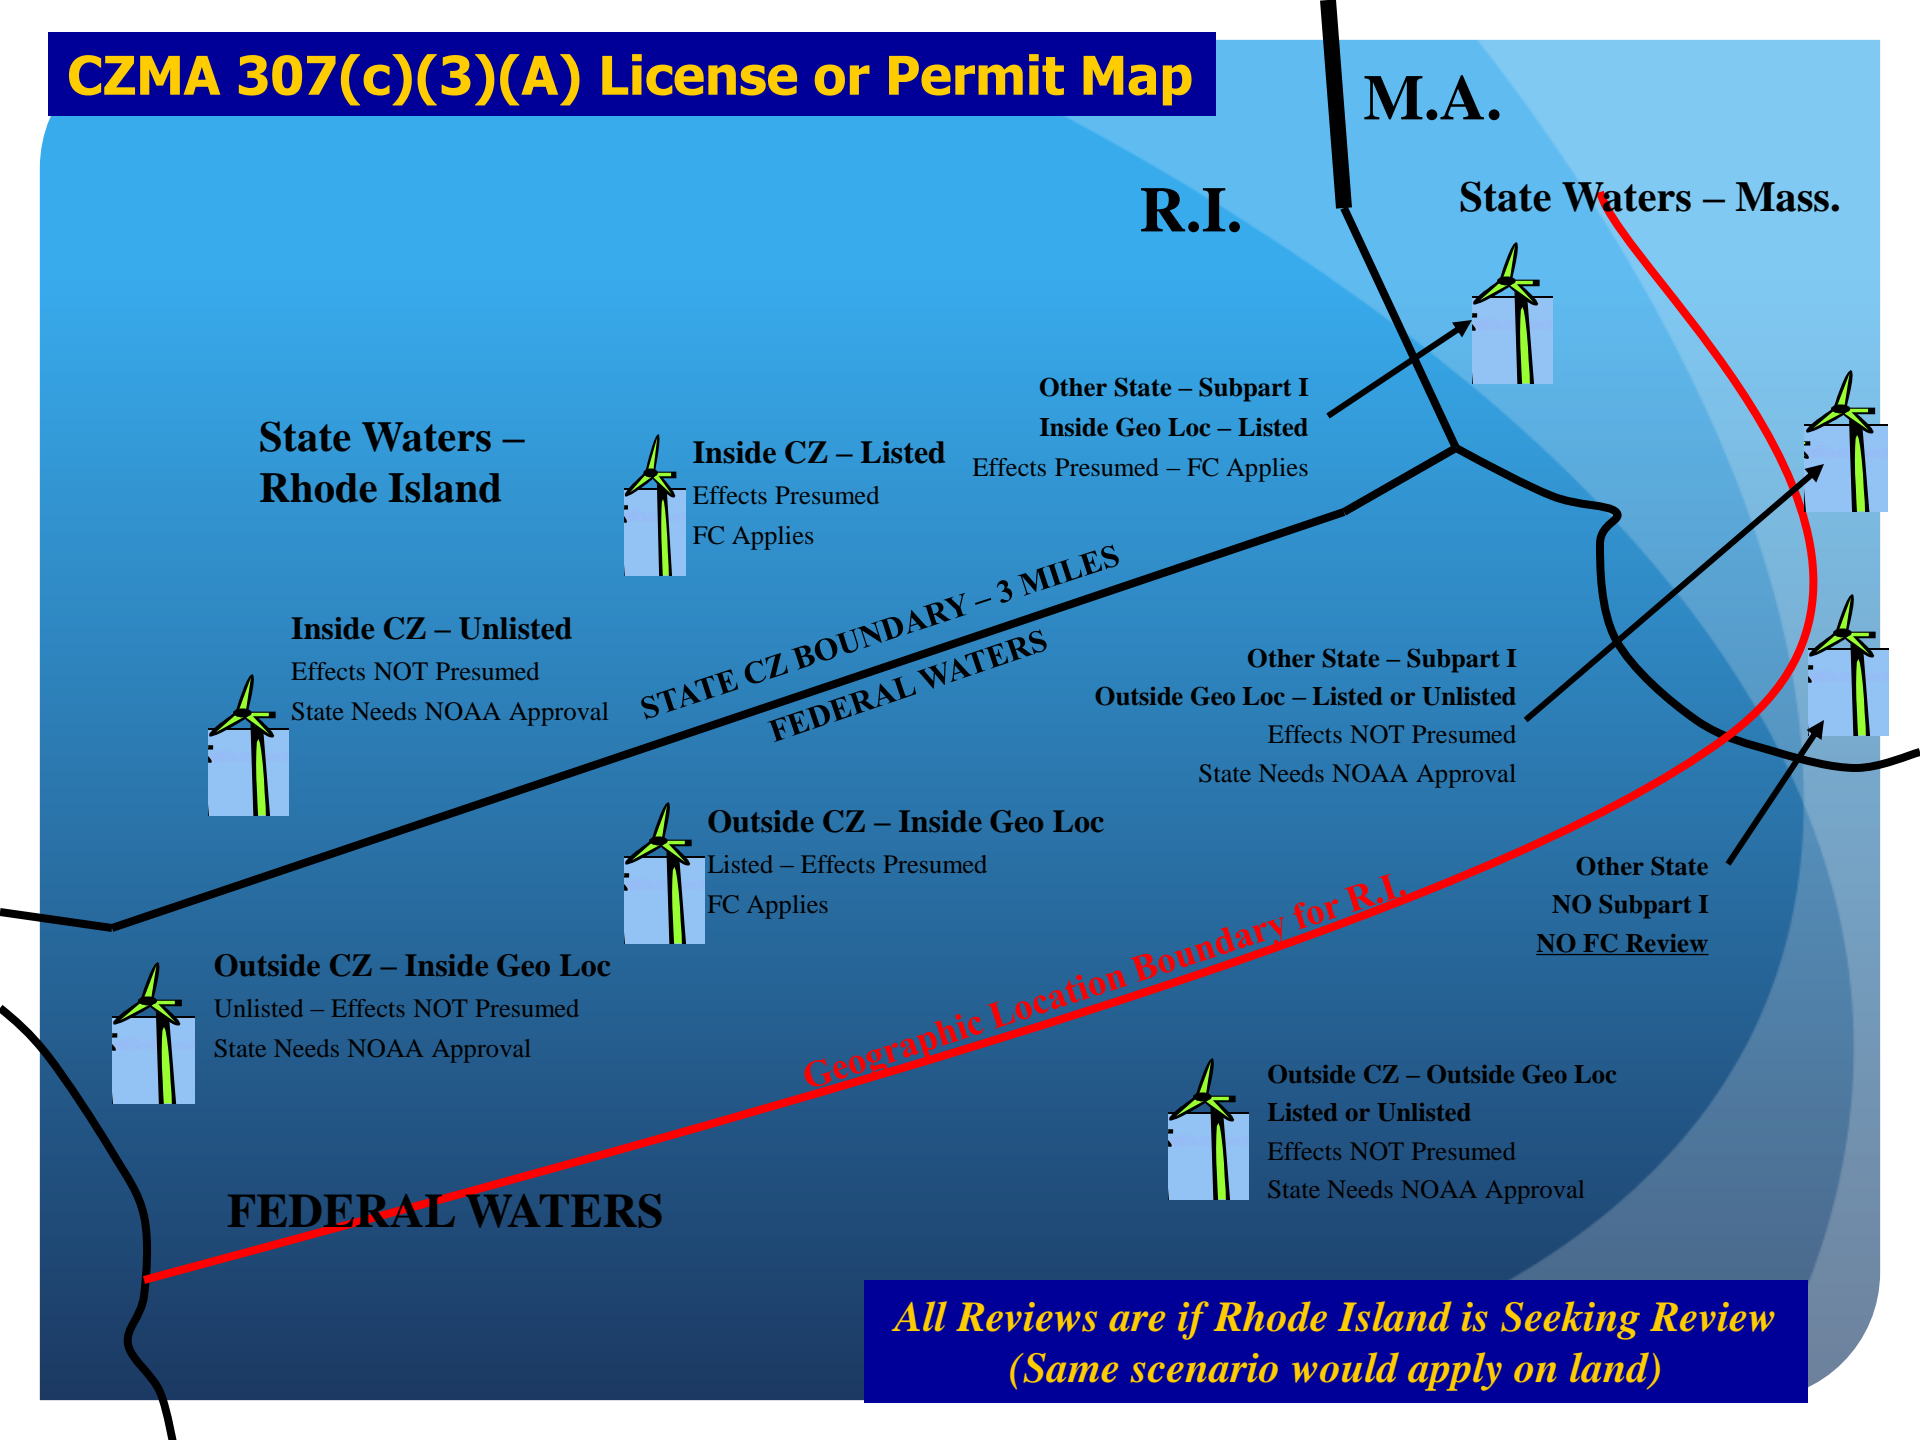 CZMA 307(c)(3)(A) License or Permit Map
M.A.
State Waters – Mass.
R.I.
Other State – Subpart I
Inside Geo Loc – Listed
Effects Presumed – FC Applies
State Waters –
Rhode Island
Inside CZ – Listed
Effects Presumed
FC Applies
Inside CZ – Unlisted
Effects NOT Presumed
State Needs NOAA Approval
STATE CZ BOUNDARY – 3 MILES
FEDERAL WATERS
Other State – Subpart I
Outside Geo Loc – Listed or Unlisted
Effects NOT Presumed
State Needs NOAA Approval
Outside CZ – Inside Geo Loc
Listed – Effects Presumed
FC Applies
Other State
NO Subpart I
NO FC Review
Outside CZ – Inside Geo Loc
Unlisted – Effects NOT Presumed
State Needs NOAA Approval
Geographic Location Boundary for R.I.
Outside CZ – Outside Geo Loc
Listed or Unlisted
Effects NOT Presumed
State Needs NOAA Approval
FEDERAL WATERS
All Reviews are if Rhode Island is Seeking Review
(Same scenario would apply on land)